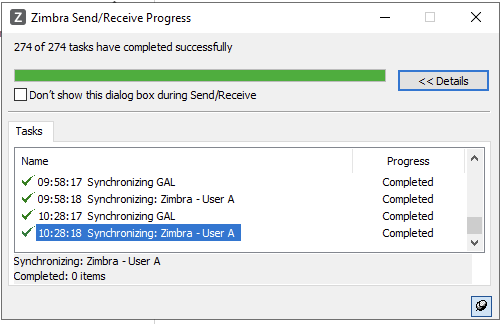 Z Zimbra Send/Receive Progress
274 of 274 tasks have completed successfully
<< Details
Don't show this dialog box during Send/Receive
Tasks
Name Progress
09:58:17 Synchronizing GAL Completed
09:58:18 Synchronizing: Zimbra - User A Completed
10:28:17 Synchronizing GAL Completed
10:28:18 Synchronizing: Zimbra - User A Completed
Synchronizing: Zimbra - User A
Completed: 0 items